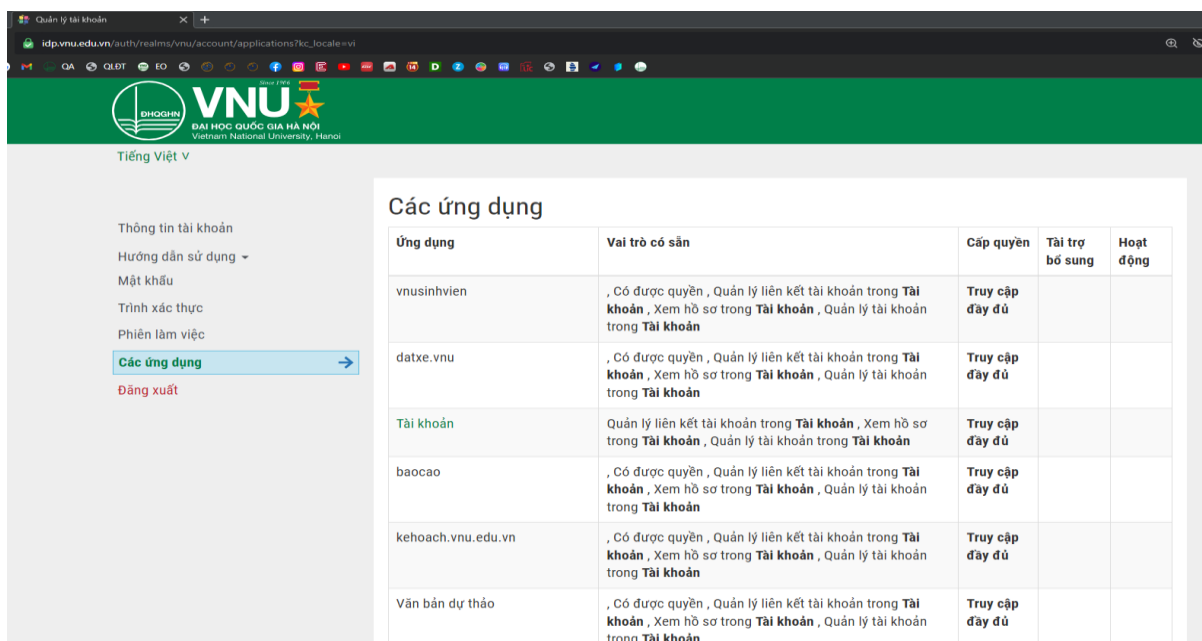 Quản lý tài khoản
idp.vnu.edu.vn/auth/realms/vnu/account/applications?kc_locale=vi
QA QLĐT EO
Since 1906
ĐHQGHN
VNU
ĐẠI HỌC QUỐC GIA HÀ NỘI
Vietnam National University, Hanoi
Tiếng Việt
Thông tin tài khoản
Hướng dẫn sử dụng
Mật khẩu
Trình xác thực
Phiên làm việc
Các ứng dụng
Đăng xuất
Các ứng dụng
Ứng dụng Vai trò có sẵn Cấp quyền Tài trợ Hoạt
bổ sung động
vnusinhvien , Có được quyền , Quản lý liên kết tài khoản trong Tài Truy cập
khoản , Xem hồ sơ trong Tài khoản , Quản lý tài khoản đầy đủ
trong Tài khoản
datxe.vnu , Có được quyền , Quản lý liên kết tài khoản trong Tài Truy cập
khoản , Xem hồ sơ trong Tài khoản , Quản lý tài khoản đầy đủ
trong Tài khoản
Tài khoản Quản lý liên kết tài khoản trong Tài khoản , Xem hồ sơ Truy cập
trong Tài khoản , Quản lý tài khoản trong Tài khoản đầy đủ
baocao , Có được quyền , Quản lý liên kết tài khoản trong Tài Truy cập
khoản , Xem hồ sơ trong Tài khoản , Quản lý tài khoản đầy đủ
trong Tài khoản
kehoach.vnu.edu.vn , Có được quyền , Quản lý liên kết tài khoản trong Tài Truy cập
khoản , Xem hồ sơ trong Tài khoản , Quản lý tài khoản đầy đủ
trong Tài khoản
Văn bản dự thảo , Có được quyền , Quản lý liên kết tài khoản trong Tài Truy cập
khoản , Xem hồ sơ trong Tài khoản , Quản lý tài khoản đầy đủ
trong Tài khoản